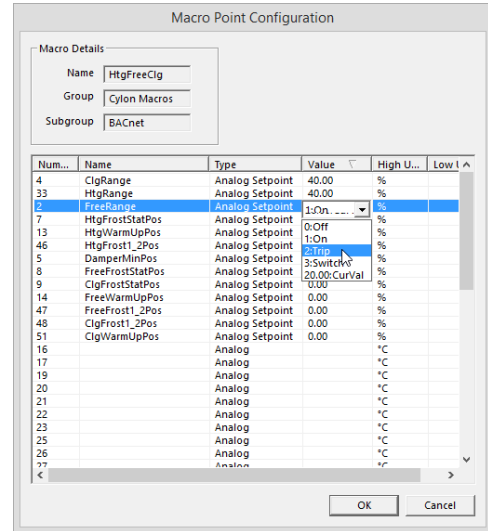 Macro Point Configuration
Macro Details
Name HtgFreeClg
Group Cylon Macros
Subgroup BACnet
Num... Name Type Value High U... Low
4 ClgRange Analog Setpoint 40.00 %
33 HtgRange Analog Setpoint 40.00 %
2 FreeRange Analog Setpoint 1:On %
7 HtgFrostStatPos Analog Setpoint 0:Off %
13 HtgWarmUpPos Analog Setpoint 1:On %
46 HtgFrost1_2Pos Analog Setpoint 2:Trip %
5 DamperMinPos Analog Setpoint 3:Switch %
8 FreeFrostStatPos Analog Setpoint 20.00:CurVal %
9 ClgFrostStatPos Analog Setpoint 0.00 %
14 FreeWarmUpPos Analog Setpoint 0.00 %
47 FreeFrost1_2Pos Analog Setpoint 0.00 %
48 ClgFrost1_2Pos Analog Setpoint 0.00 %
51 ClgWarmUpPos Analog Setpoint 0.00 %
16 Analog °C
17 Analog °C
19 Analog °C
20 Analog °C
21 Analog °C
22 Analog °C
23 Analog °C
25 Analog °C
26 Analog °C
27 Analog °C
OK Cancel